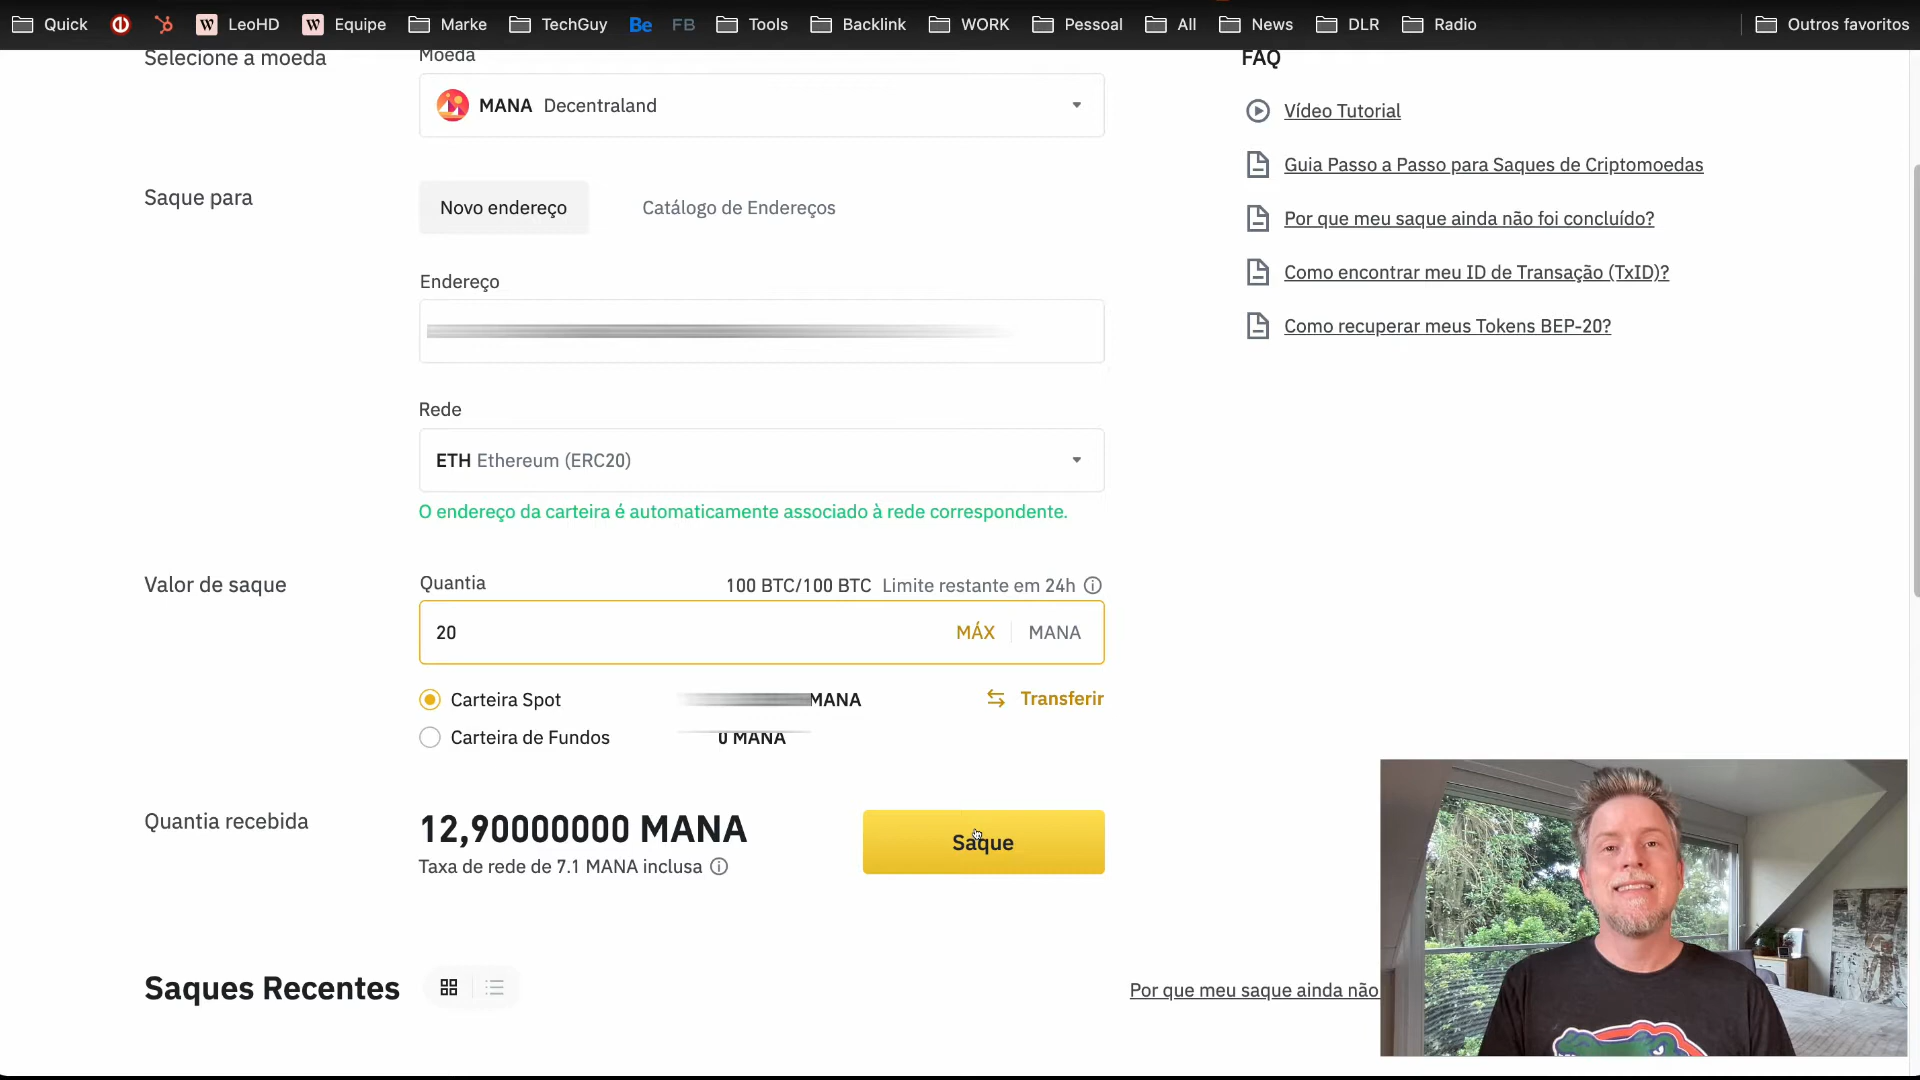 Quick
LeoHD
Equipe
Marke
TechGuy
Be
FB
Tools
Backlink
WORK
Pessoal
All
News
DLR
Radio
Outros favoritos
Selecione a moeda
Moeda
MANA Decentraland
Saque para
Novo endereço
Catálogo de Endereços
Endereço
Rede
ETH Ethereum (ERC20)
O endereço da carteira é automaticamente associado à rede correspondente.
Valor de saque
Quantia
100 BTC/100 BTC Limite restante em 24h
20
MÁX
MANA
Carteira Spot
MANA
Transferir
Carteira de Fundos
0 MANA
Quantia recebida
12,90000000 MANA
Taxa de rede de 7.1 MANA inclusa
Saque
Saques Recentes
Por que meu saque ainda não
FAQ
Vídeo Tutorial
Guia Passo a Passo para Saques de Criptomoedas
Por que meu saque ainda não foi concluído?
Como encontrar meu ID de Transação (TxID)?
Como recuperar meus Tokens BEP-20?